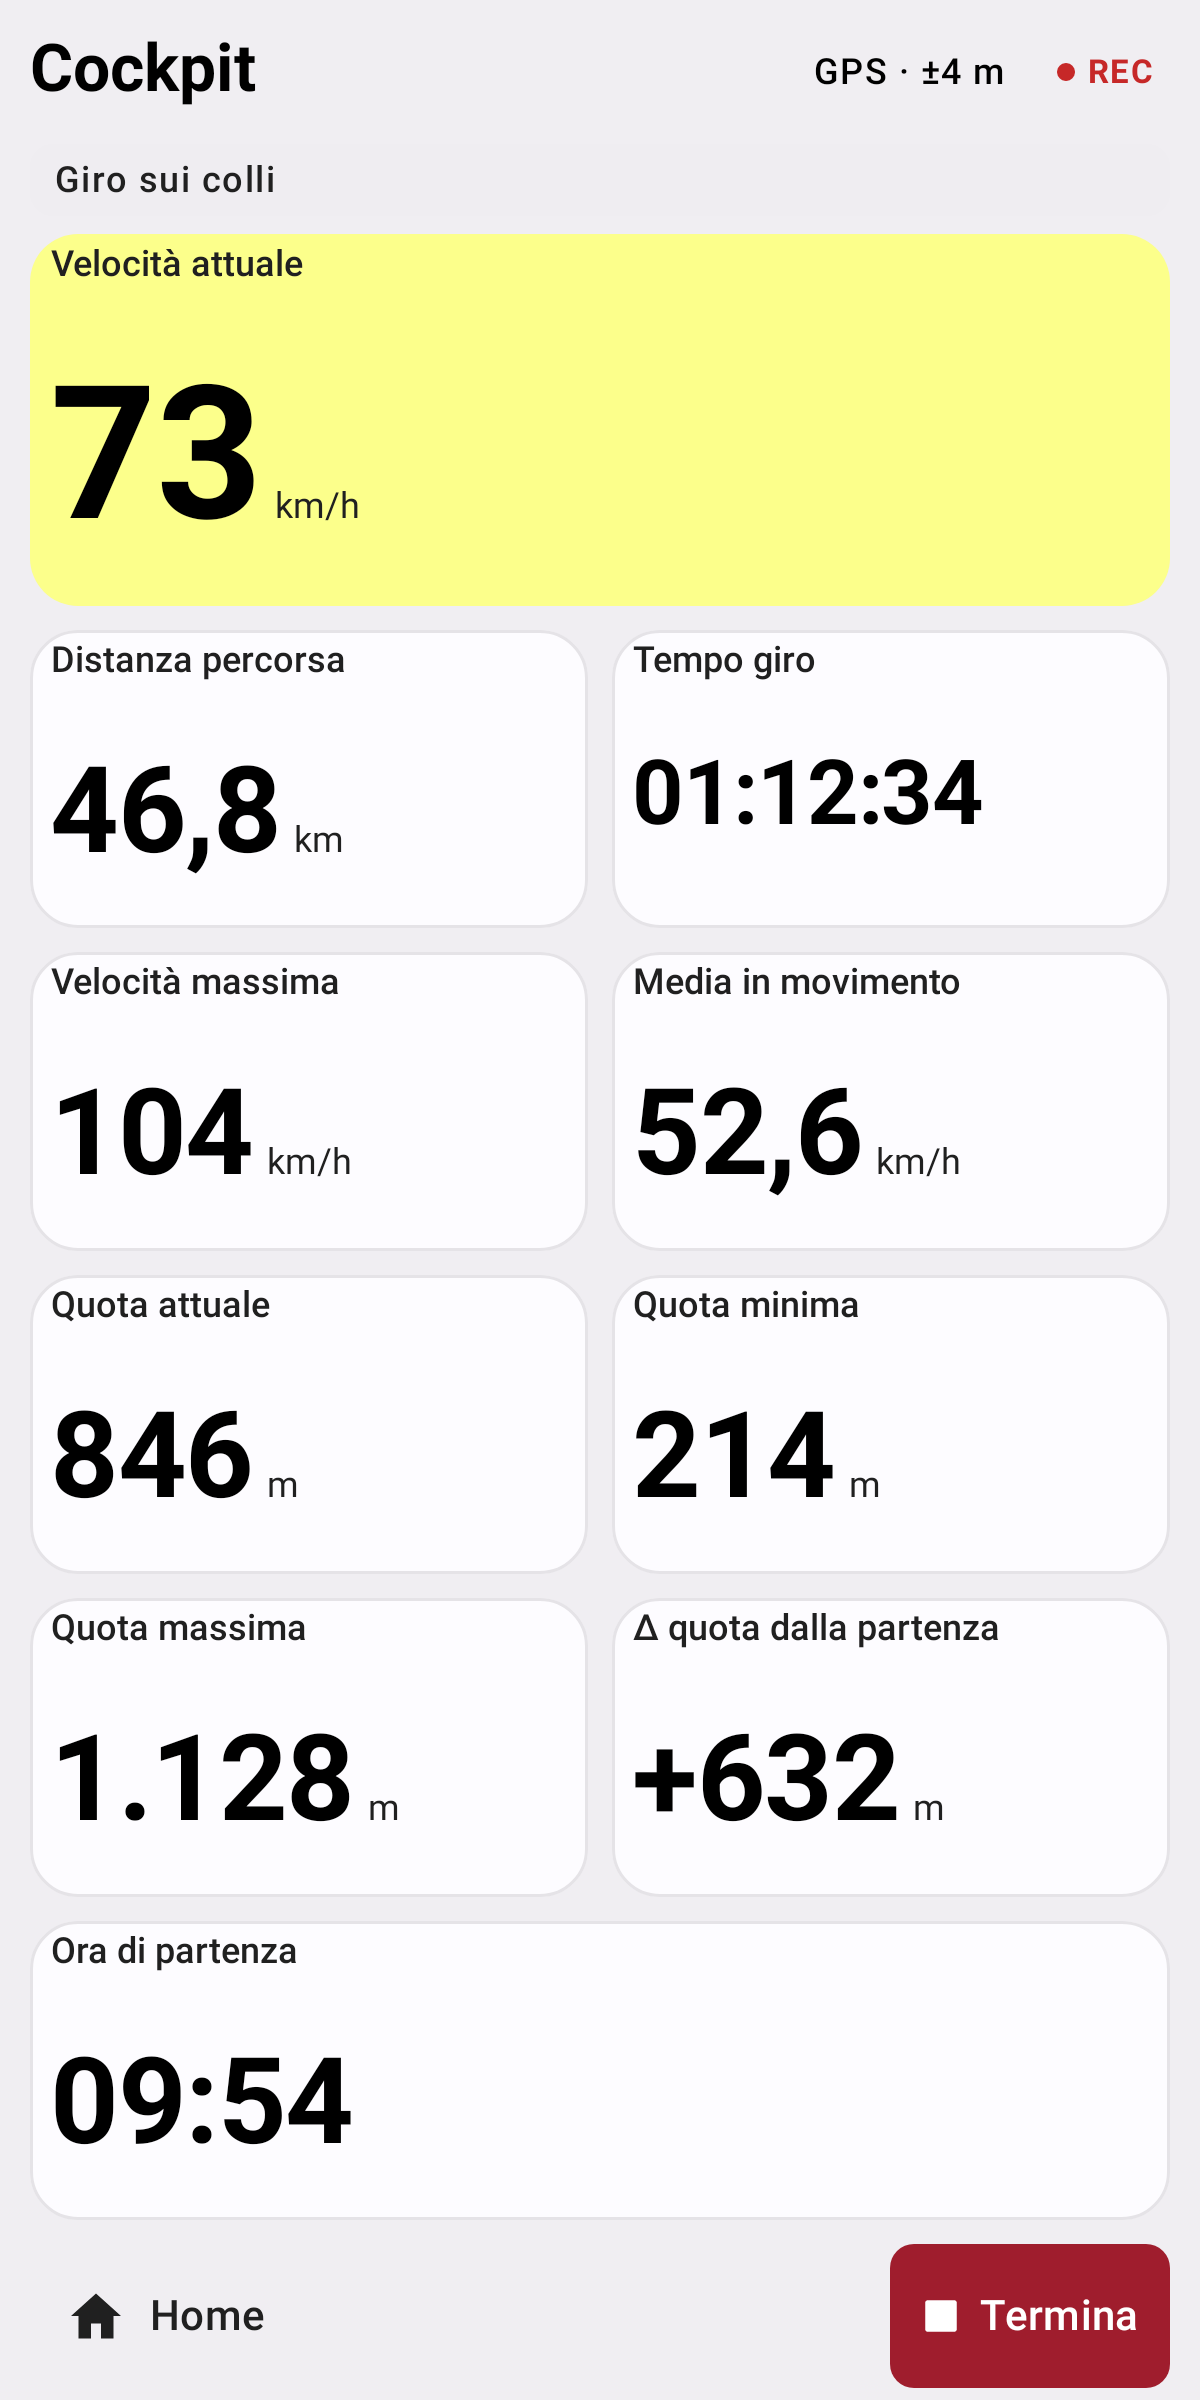 Cockpit
GPS · ±4 m
REC
Giro sui colli
Velocità attuale
73 km/h
Distanza percorsa
46,8 km
Tempo giro
01:12:34
Velocità massima
104 km/h
Media in movimento
52,6 km/h
Quota attuale
846 m
Quota minima
214 m
Quota massima
1.128 m
Δ quota dalla partenza
+632 m
Ora di partenza
09:54
Home
Termina